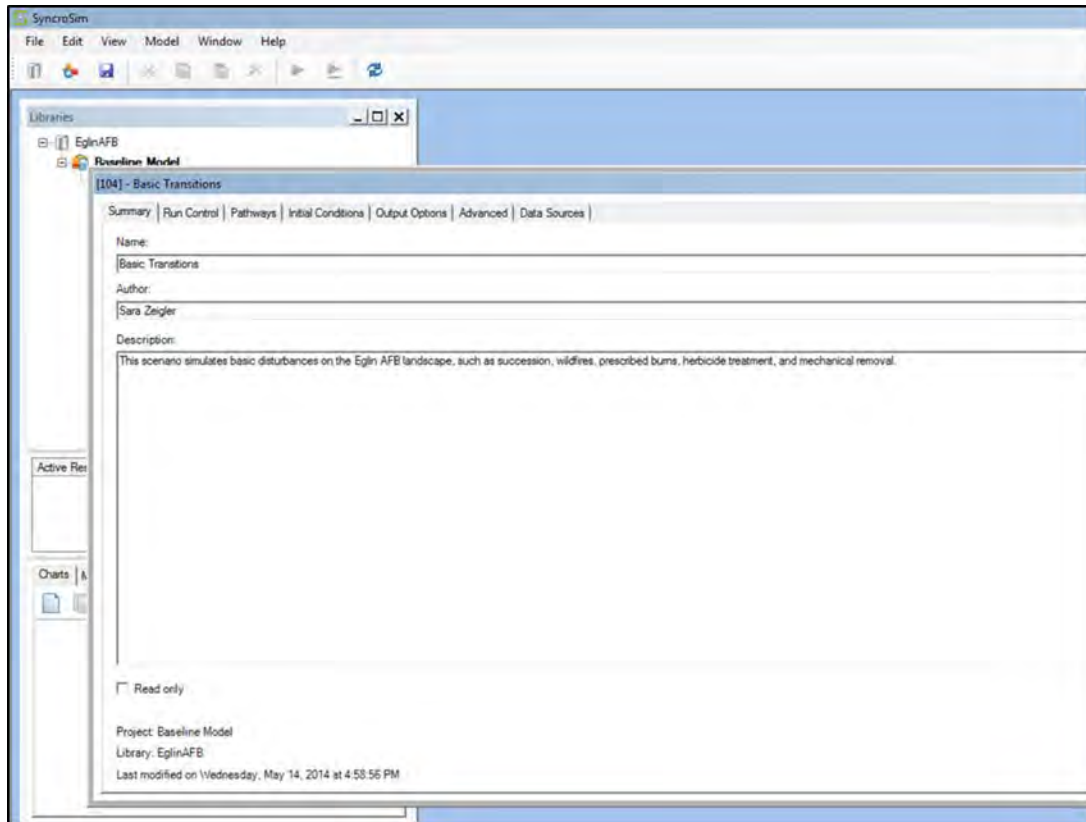 SyncroSim
File Edit View Model Window Help
Libraries
EglinAFB
Baseline Model
[104] - Basic Transitions
Summary | Run Control | Pathways | Initial Conditions | Output Options | Advanced | Data Sources |
Name:
Basic Transitions
Author:
Sara Zeigler
Description:
This scenario simulates basic disturbances on the Eglin AFB landscape, such as succession, wildfires, prescribed burns, herbicide treatment, and mechanical removal.
Active Res
Charts
Read only
Project: Baseline Model
Library: EglinAFB
Last modified on Wednesday, May 14, 2014 at 4:58:56 PM